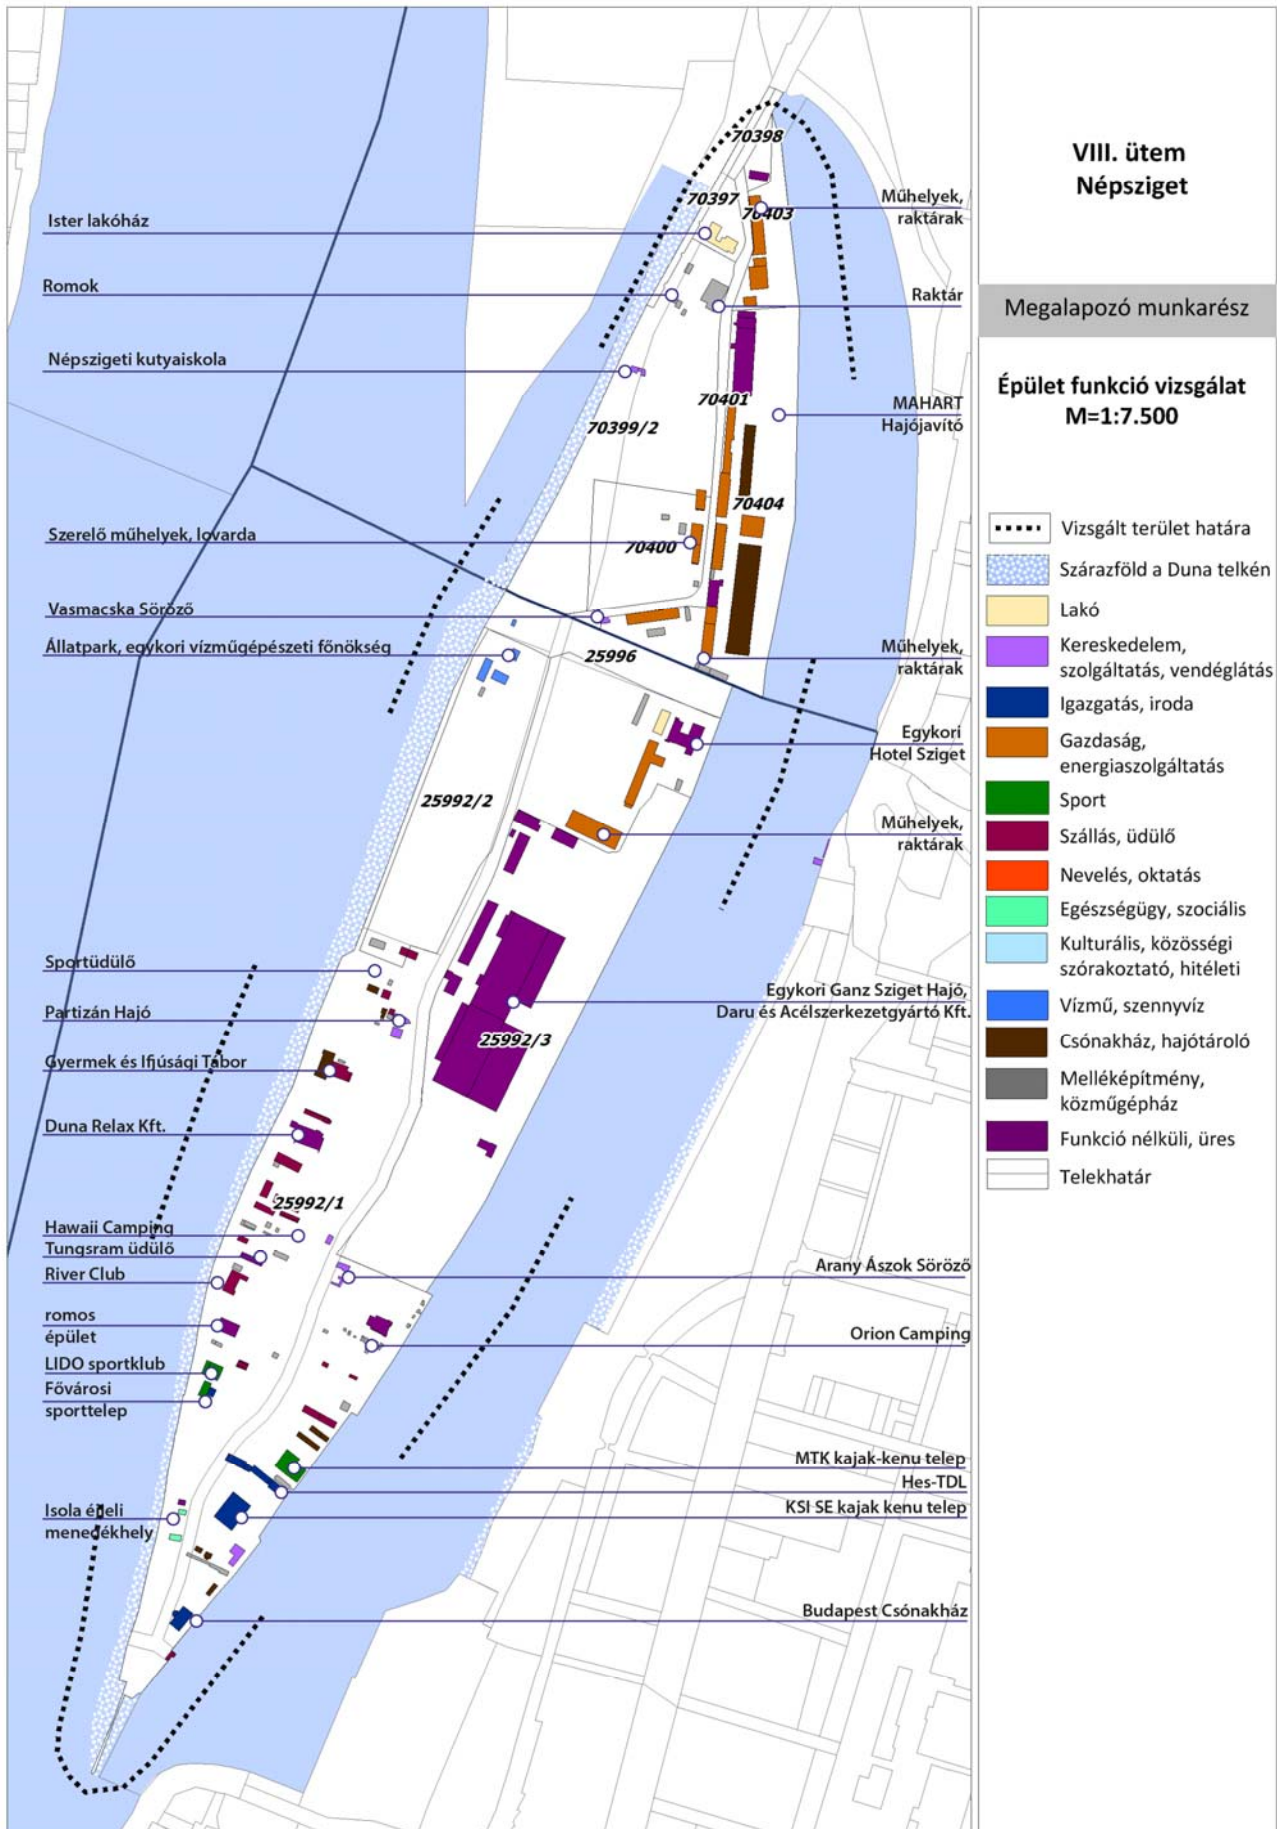 VIII. ütem
Népsziget
Megalapozó munkarész
Épület funkció vizsgálat
M=1:7.500
Vizsgált terület határa
Szárazföld a Duna telkén
Lakó
Kereskedelem,
szolgáltatás, vendéglátás
Igazgatás, iroda
Gazdaság,
energiaszolgáltatás
Sport
Szállás, üdülő
Nevelés, oktatás
Egészségügy, szociális
Kulturális, közösségi
szórakoztató, hitéleti
Vízmű, szennyvíz
Csónakház, hajótároló
Melléképítmény,
közműgépház
Funkció nélküli, üres
Telekhatár
Ister lakóház
Romok
Népszigeti kutyaiskola
Szerelő műhelyek, lovarda
Vasmacska Söröző
Állatpark, egykori vízműgépészeti főnökség
Sportüdülő
Partizán Hajó
Gyermek és Ifjúsági Tábor
Duna Relax Kft.
Hawaii Camping
Tungsram üdülő
River Club
romos
épület
LIDO sportklub
Fővárosi
sporttelep
Isola éjjeli
menedékhely
70398
70397
70403
70401
70399/2
70404
70400
25996
25992/2
25992/3
25992/1
Műhelyek,
raktárak
Raktár
MAHART
Hajójavító
Műhelyek,
raktárak
Egykori
Hotel Sziget
Műhelyek,
raktárak
Egykori Ganz Sziget Hajó,
Daru és Acélszerkezetgyártó Kft.
Arany Ászok Söröző
Orion Camping
MTK kajak-kenu telep
Hes-TDL
KSI SE kajak kenu telep
Budapest Csónakház